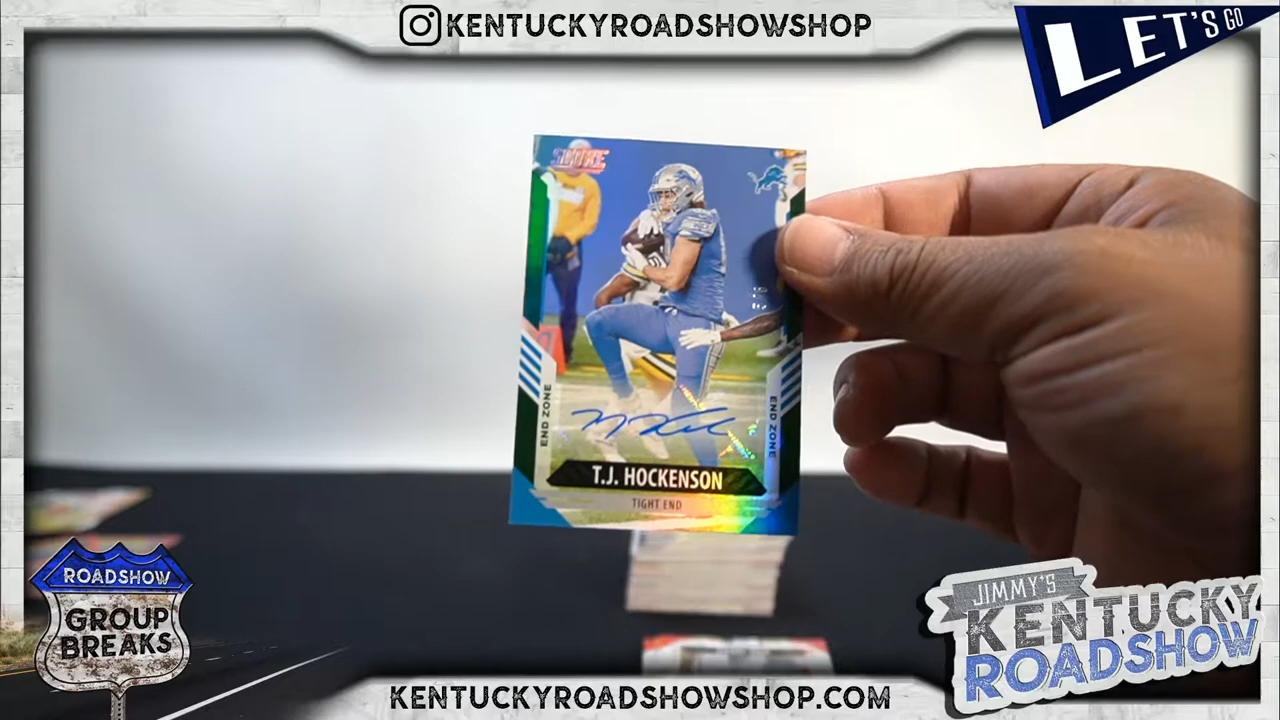 KENTUCKYROADSHOWSHOP
LET'S GO
SCORE
END ZONE
END ZONE
T.J. HOCKENSON
TIGHT END
ROADSHOW
GROUP
BREAKS
JIMMY'S
KENTUCKY
ROADSHOW
KENTUCKYROADSHOWSHOP.COM